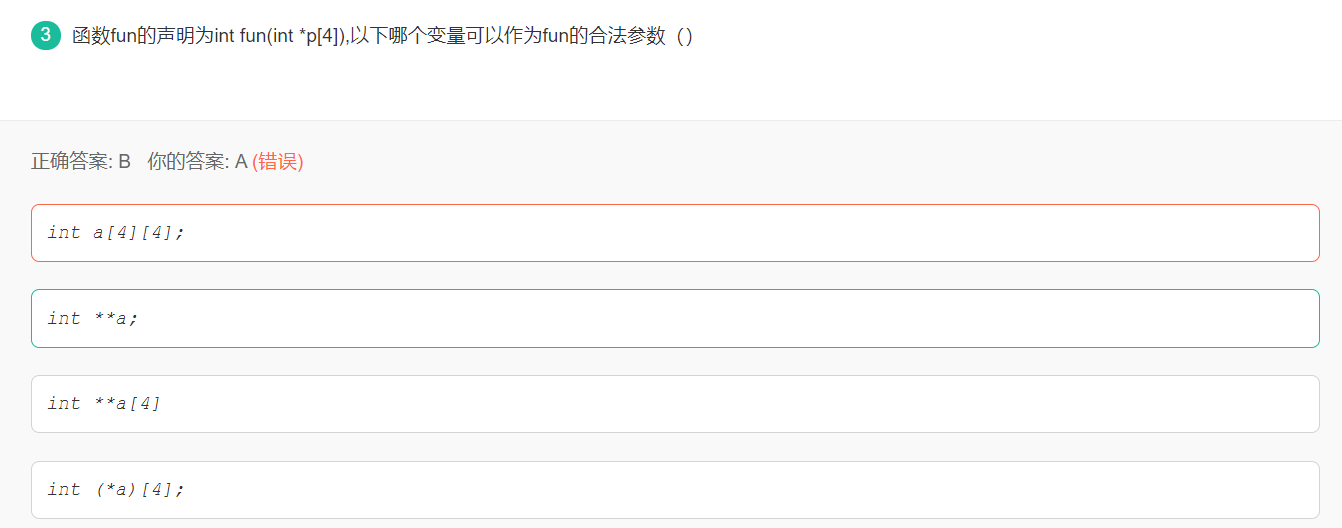 3 函数fun的声明为int fun(int *p[4]),以下哪个变量可以作为fun的合法参数（）
正确答案: B 你的答案: A (错误)
int a[4][4];
int **a;
int **a[4]
int (*a)[4];